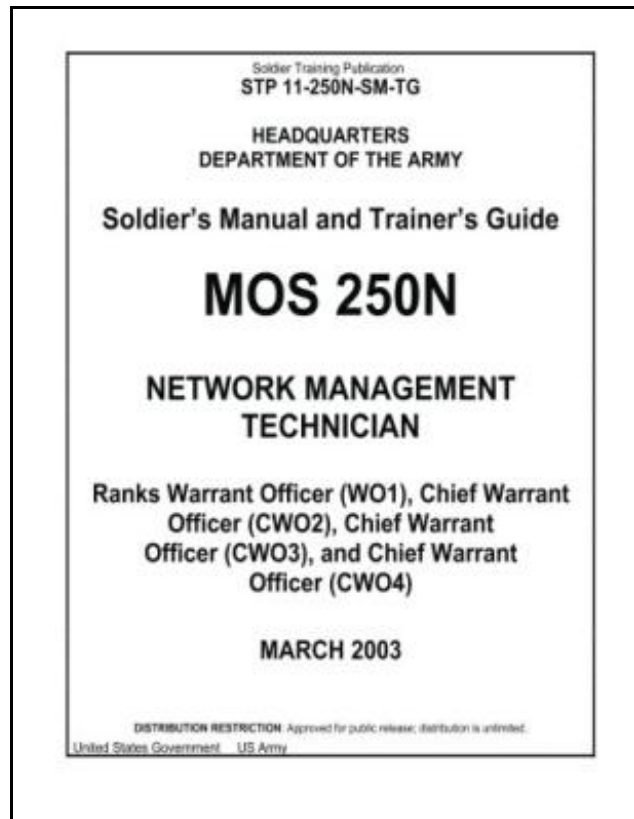 Soldier Training Publication
STP 11-250N-SM-TG
HEADQUARTERS
DEPARTMENT OF THE ARMY
Soldier's Manual and Trainer's Guide
MOS 250N
NETWORK MANAGEMENT
TECHNICIAN
Ranks Warrant Officer (WO1), Chief Warrant
Officer (CWO2), Chief Warrant
Officer (CWO3), and Chief Warrant
Officer (CWO4)
MARCH 2003
DISTRIBUTION RESTRICTION: Approved for public release; distribution is unlimited.
United States Government US Army